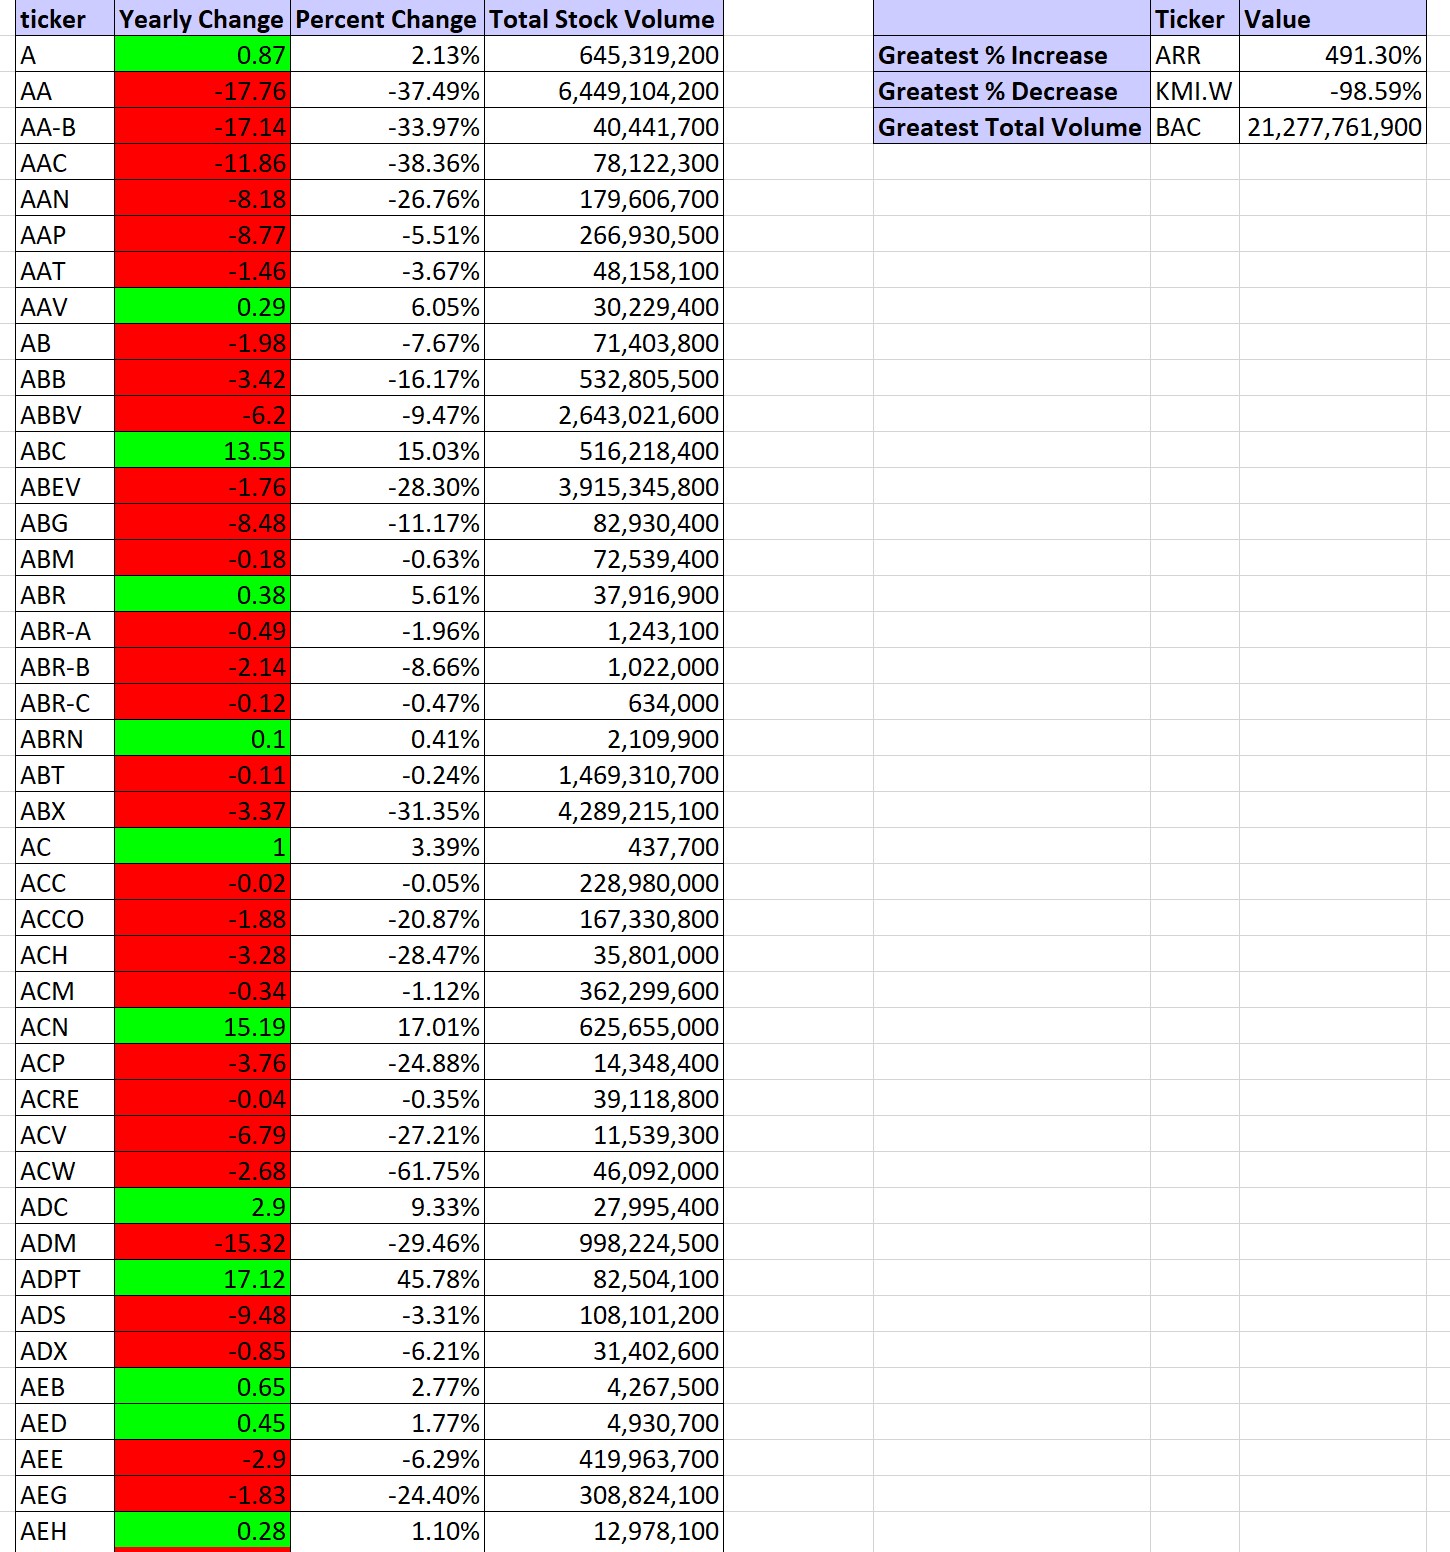 ticker Yearly Change Percent Change Total Stock Volume Ticker Value
A 0.87 2.13% 645,319,200 Greatest % Increase ARR 491.30%
AA -17.76 -37.49% 6,449,104,200 Greatest % Decrease KMI.W -98.59%
AA-B -17.14 -33.97% 40,441,700 Greatest Total Volume BAC 21,277,761,900
AAC -11.86 -38.36% 78,122,300
AAN -8.18 -26.76% 179,606,700
AAP -8.77 -5.51% 266,930,500
AAT -1.46 -3.67% 48,158,100
AAV 0.29 6.05% 30,229,400
AB -1.98 -7.67% 71,403,800
ABB -3.42 -16.17% 532,805,500
ABBV -6.2 -9.47% 2,643,021,600
ABC 13.55 15.03% 516,218,400
ABEV -1.76 -28.30% 3,915,345,800
ABG -8.48 -11.17% 82,930,400
ABM -0.18 -0.63% 72,539,400
ABR 0.38 5.61% 37,916,900
ABR-A -0.49 -1.96% 1,243,100
ABR-B -2.14 -8.66% 1,022,000
ABR-C -0.12 -0.47% 634,000
ABRN 0.1 0.41% 2,109,900
ABT -0.11 -0.24% 1,469,310,700
ABX -3.37 -31.35% 4,289,215,100
AC 1 3.39% 437,700
ACC -0.02 -0.05% 228,980,000
ACCO -1.88 -20.87% 167,330,800
ACH -3.28 -28.47% 35,801,000
ACM -0.34 -1.12% 362,299,600
ACN 15.19 17.01% 625,655,000
ACP -3.76 -24.88% 14,348,400
ACRE -0.04 -0.35% 39,118,800
ACV -6.79 -27.21% 11,539,300
ACW -2.68 -61.75% 46,092,000
ADC 2.9 9.33% 27,995,400
ADM -15.32 -29.46% 998,224,500
ADPT 17.12 45.78% 82,504,100
ADS -9.48 -3.31% 108,101,200
ADX -0.85 -6.21% 31,402,600
AEB 0.65 2.77% 4,267,500
AED 0.45 1.77% 4,930,700
AEE -2.9 -6.29% 419,963,700
AEG -1.83 -24.40% 308,824,100
AEH 0.28 1.10% 12,978,100